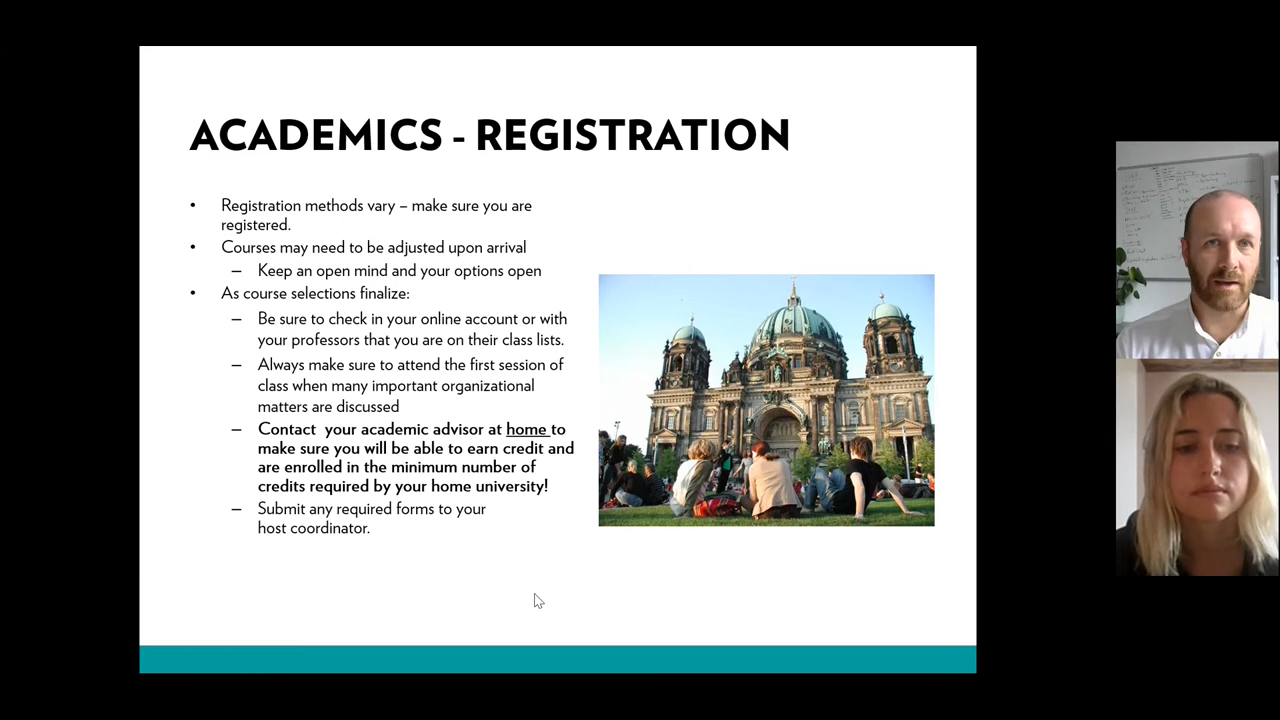 ACADEMICS - REGISTRATION
• Registration methods vary – make sure you are
registered.
• Courses may need to be adjusted upon arrival
– Keep an open mind and your options open
• As course selections finalize:
– Be sure to check in your online account or with
your professors that you are on their class lists.
– Always make sure to attend the first session of
class when many important organizational
matters are discussed
– Contact  your academic advisor at home to
make sure you will be able to earn credit and
are enrolled in the minimum number of
credits required by your home university!
– Submit any required forms to your
host coordinator.